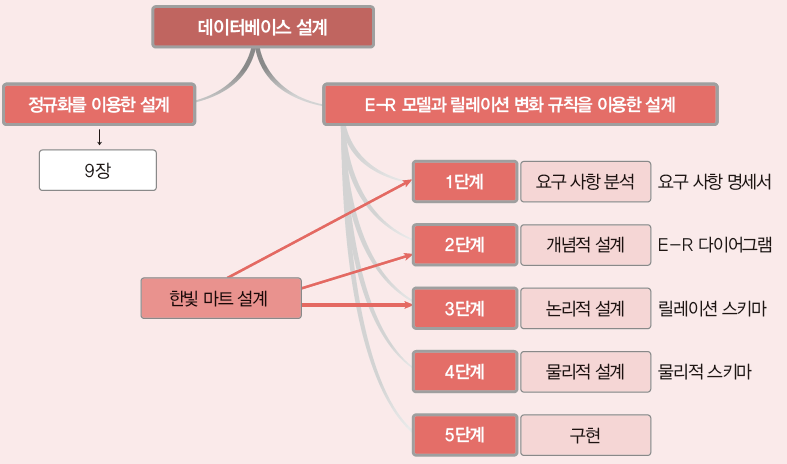 데이터베이스 설계
정규화를 이용한 설계
E-R 모델과 릴레이션 변화 규칙을 이용한 설계
9장
1단계 요구 사항 분석 요구 사항 명세서
2단계 개념적 설계 E-R 다이어그램
한빛 마트 설계
3단계 논리적 설계 릴레이션 스키마
4단계 물리적 설계 물리적 스키마
5단계 구현